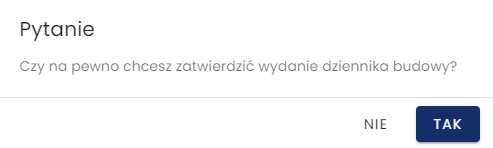 Pytanie
Czy na pewno chcesz zatwierdzić wydanie dziennika budowy?
NIE TAK